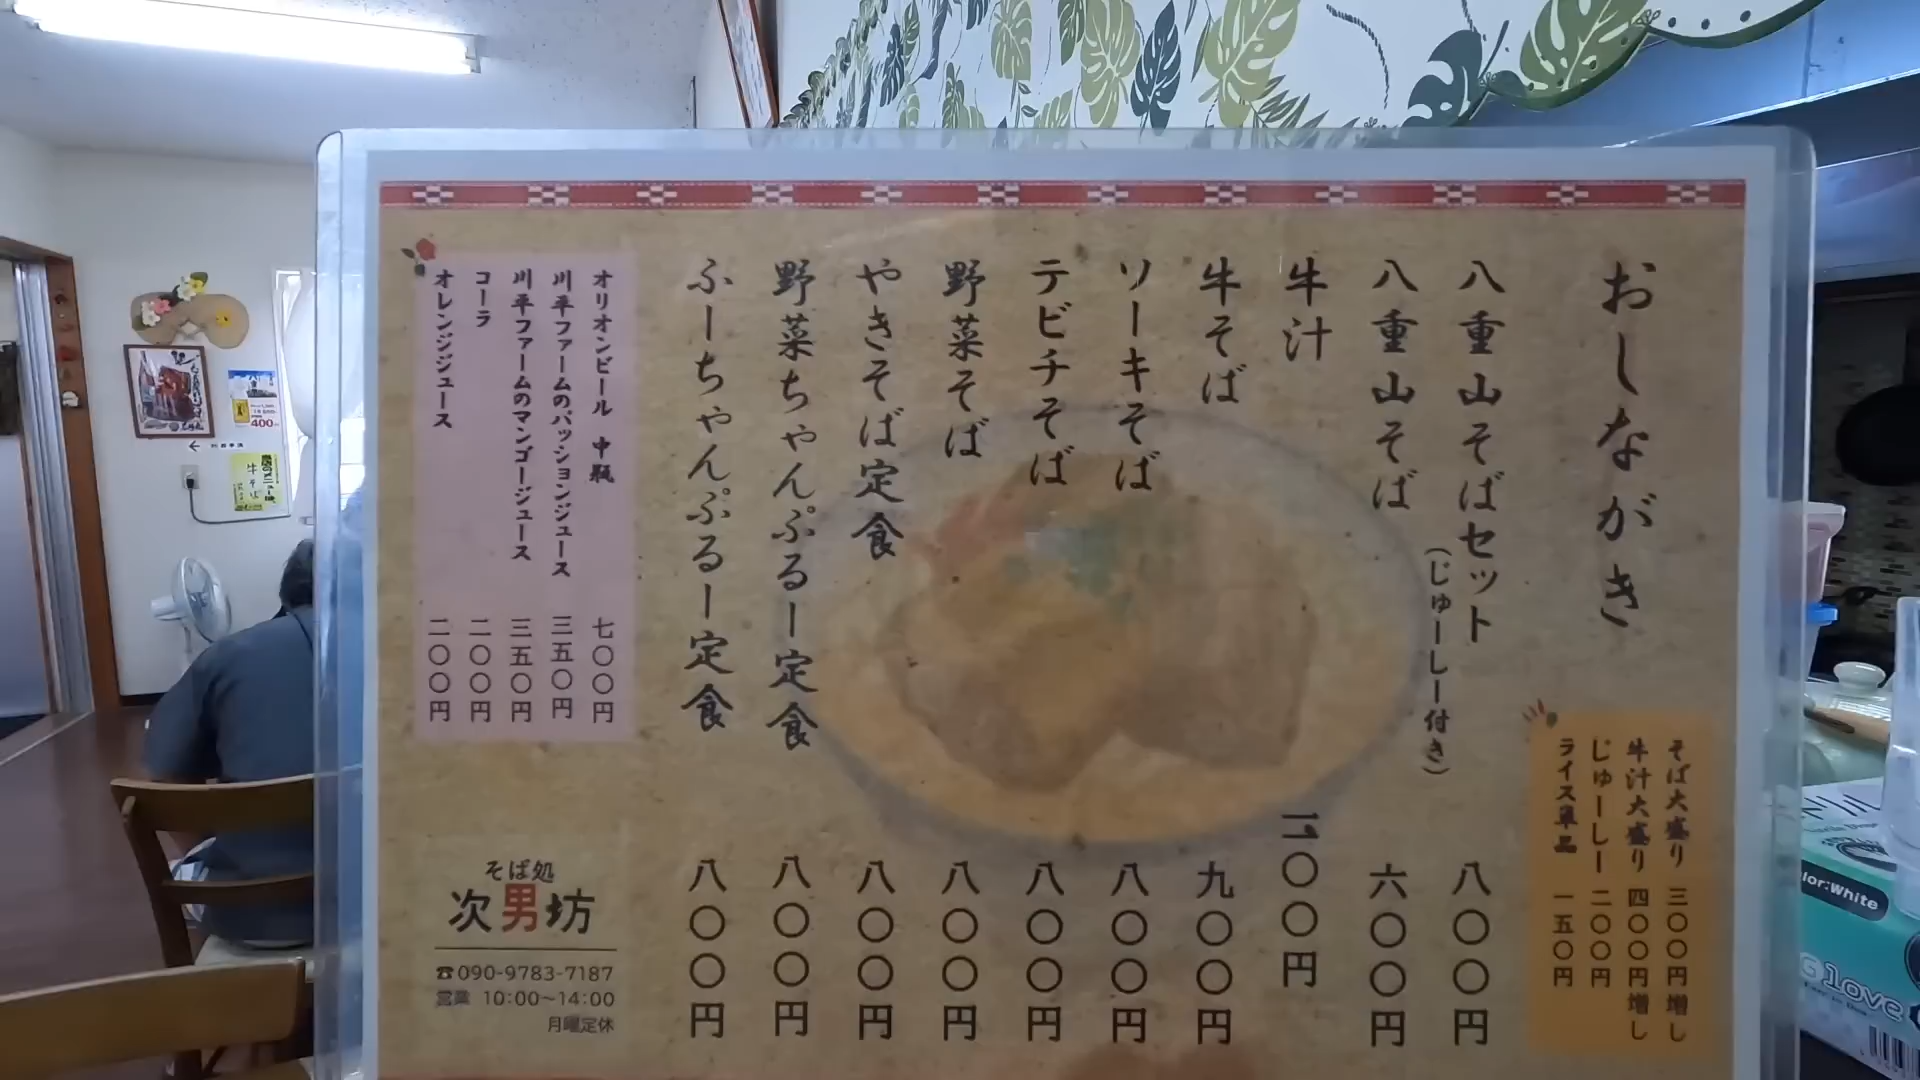 おしながき
八重山そばセット
(じゅーしー付き)
八〇〇円
八重山そば 六〇〇円
牛汁
〇〇円
牛そば 九〇〇円
ソーキそば 八〇〇円
テビチそば 八〇〇円
野菜そば 八〇〇円
やきそば定食 八〇〇円
野菜ちゃんぷるー定食 八〇〇円
ふーちゃんぷるー定食 八〇〇円
そば大盛り 三〇〇円増し
牛汁大盛り 四〇〇円増し
じゅーしー 二〇〇円
ライス単品 一五〇円
オリオンビール 中瓶 七〇〇円
川平ファームのパッションジュース 三五〇円
川平ファームのマンゴージュース 三五〇円
コーラ 二〇〇円
オレンジジュース 二〇〇円
そば処
次男坊
☎090-9783-7187
営業 10:00~14:00
月曜定休
牛そば
400
lor:White
Glove